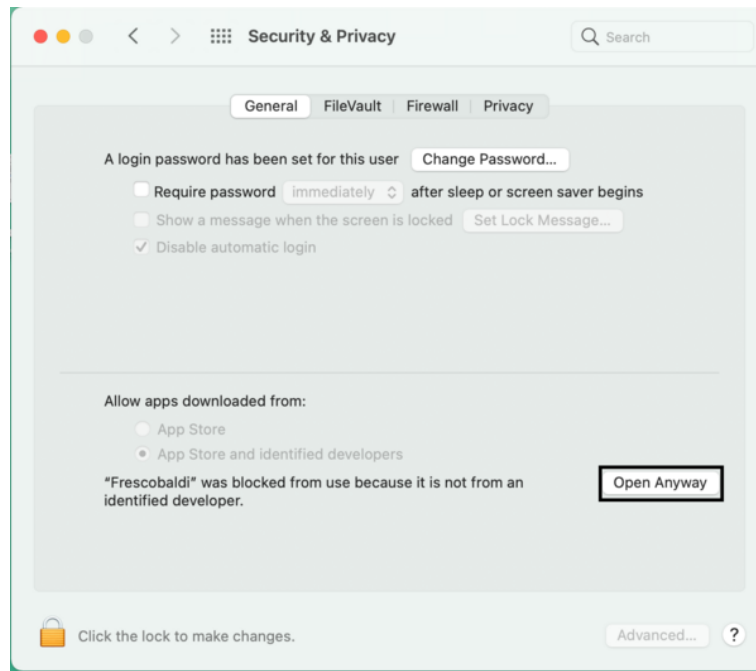 Security & Privacy
Search
General
FileVault
Firewall
Privacy
A login password has been set for this user
Change Password...
Require password
immediately
after sleep or screen saver begins
Show a message when the screen is locked
Set Lock Message...
Disable automatic login
Allow apps downloaded from:
App Store
App Store and identified developers
“Frescobaldi” was blocked from use because it is not from an
identified developer.
Open Anyway
Click the lock to make changes.
Advanced...
?